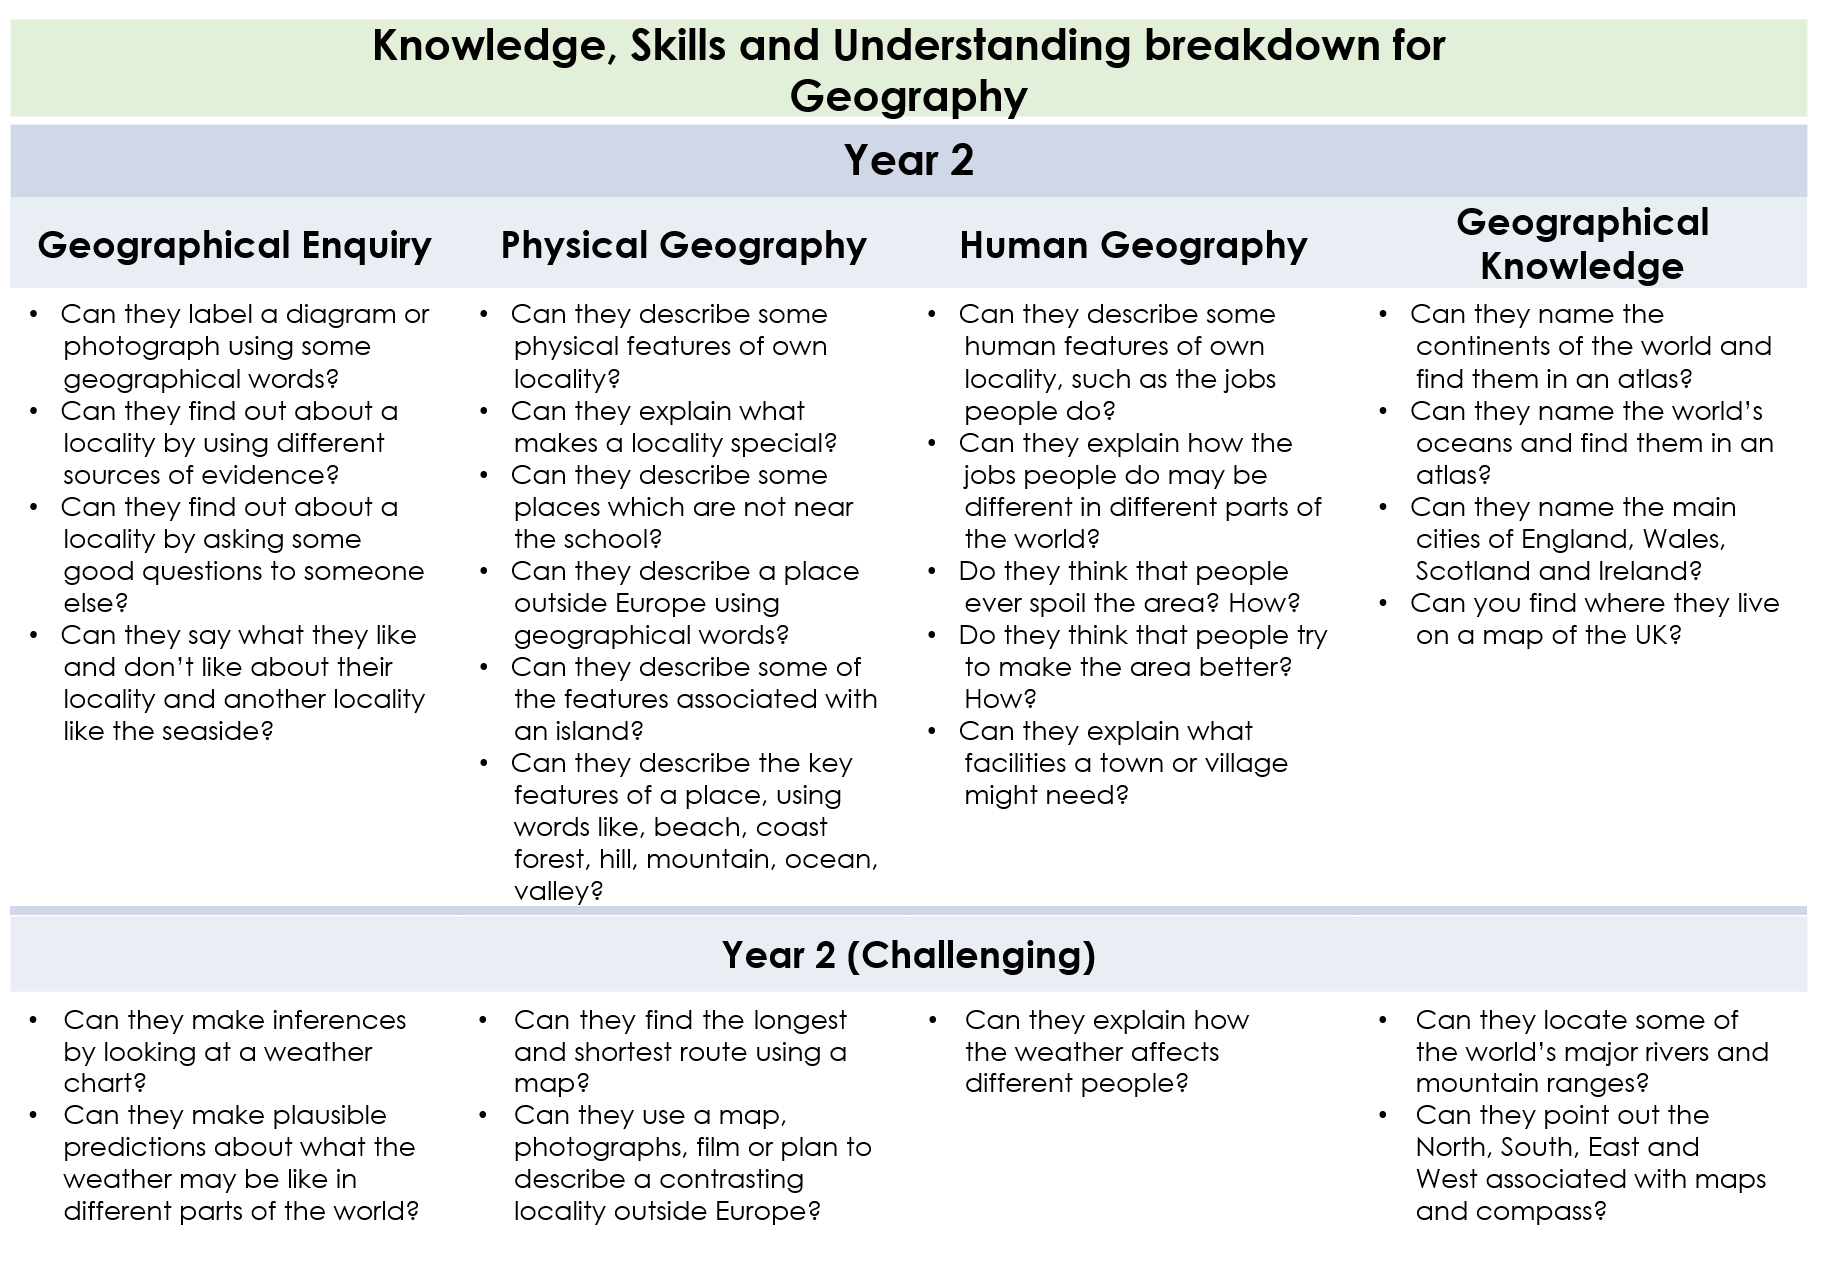 Knowledge, Skills and Understanding breakdown for
Geography
Year 2
Geographical Enquiry
Physical Geography
Human Geography
Geographical
Knowledge
• Can they label a diagram or
photograph using some
geographical words?
• Can they find out about a
locality by using different
sources of evidence?
• Can they find out about a
locality by asking some
good questions to someone
else?
• Can they say what they like
and don’t like about their
locality and another locality
like the seaside?
• Can they describe some
physical features of own
locality?
• Can they explain what
makes a locality special?
• Can they describe some
places which are not near
the school?
• Can they describe a place
outside Europe using
geographical words?
• Can they describe some of
the features associated with
an island?
• Can they describe the key
features of a place, using
words like, beach, coast
forest, hill, mountain, ocean,
valley?
• Can they describe some
human features of own
locality, such as the jobs
people do?
• Can they explain how the
jobs people do may be
different in different parts of
the world?
• Do they think that people
ever spoil the area? How?
• Do they think that people try
to make the area better?
How?
• Can they explain what
facilities a town or village
might need?
• Can they name the
continents of the world and
find them in an atlas?
• Can they name the world’s
oceans and find them in an
atlas?
• Can they name the main
cities of England, Wales,
Scotland and Ireland?
• Can you find where they live
on a map of the UK?
Year 2 (Challenging)
• Can they make inferences
by looking at a weather
chart?
• Can they make plausible
predictions about what the
weather may be like in
different parts of the world?
• Can they find the longest
and shortest route using a
map?
• Can they use a map,
photographs, film or plan to
describe a contrasting
locality outside Europe?
• Can they explain how
the weather affects
different people?
• Can they locate some of
the world’s major rivers and
mountain ranges?
• Can they point out the
North, South, East and
West associated with maps
and compass?